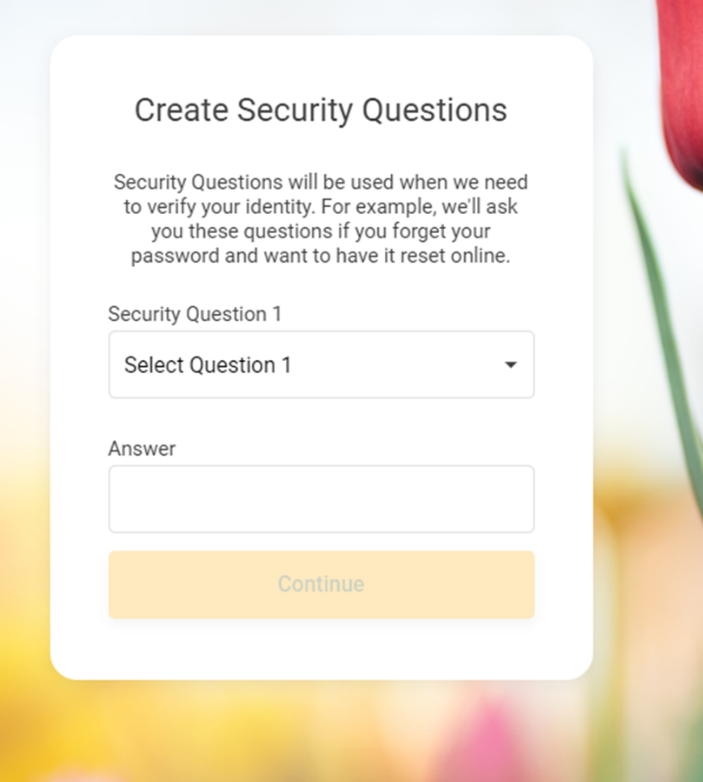 Create Security Questions
Security Questions will be used when we need
to verify your identity. For example, we'll ask
you these questions if you forget your
password and want to have it reset online.
Security Question 1
Select Question 1
Answer
Continue